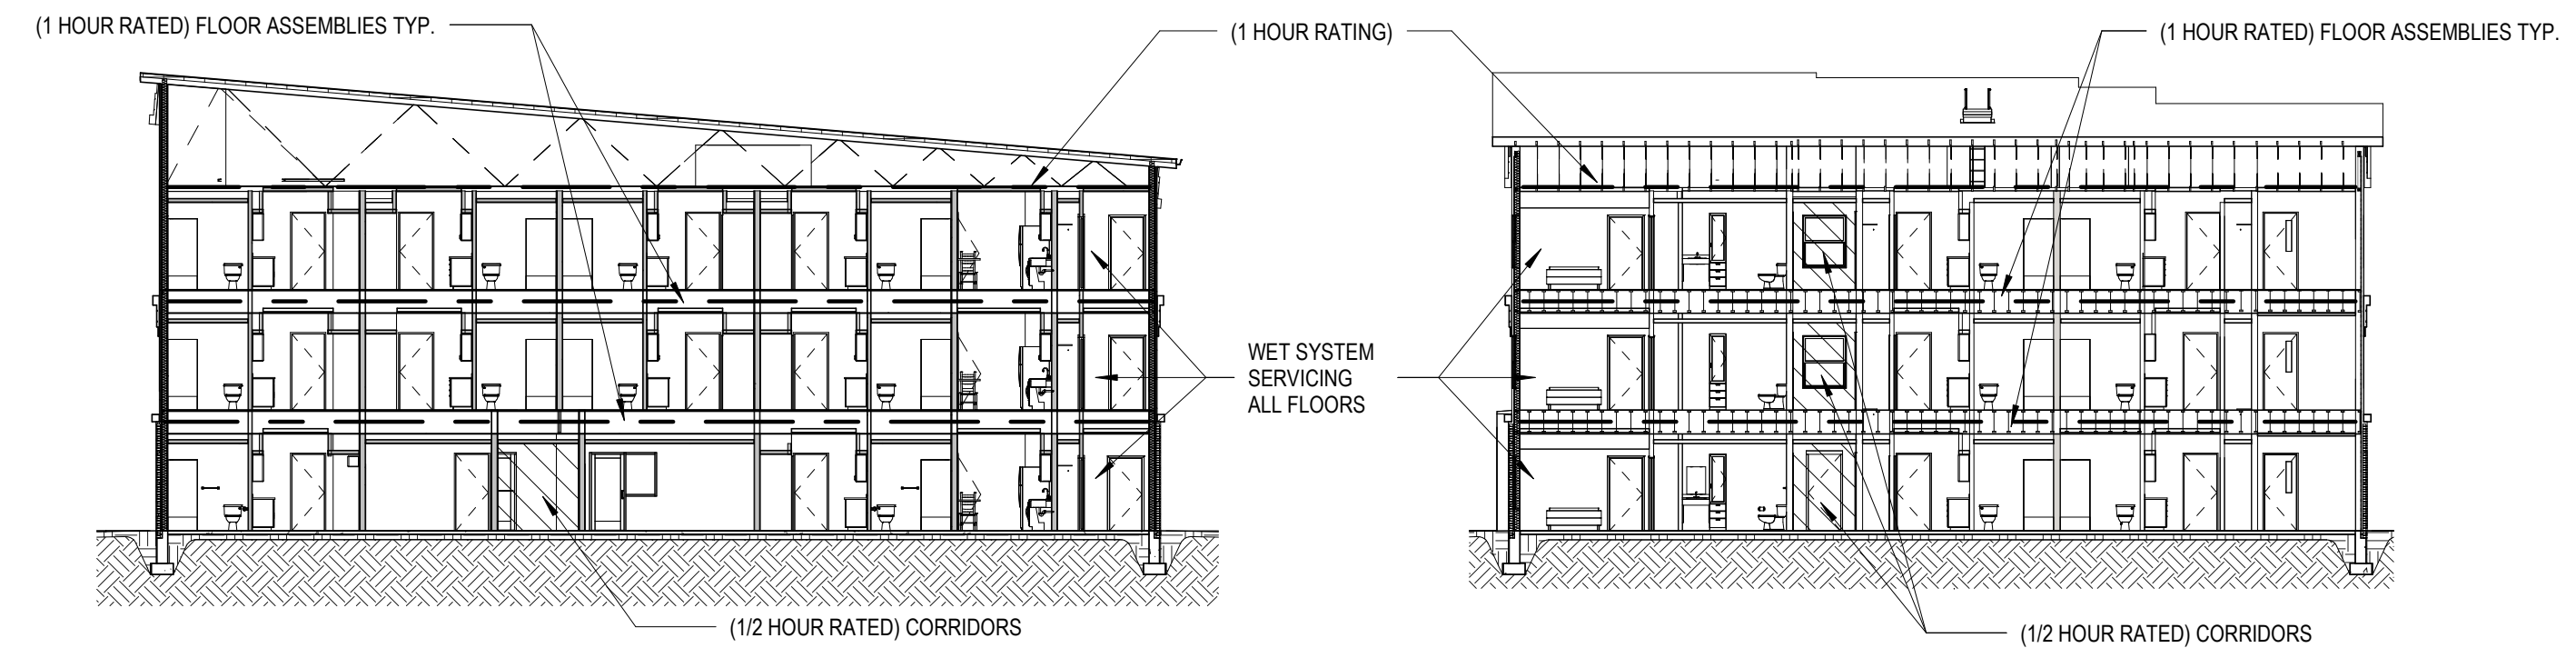 (1 HOUR RATED) FLOOR ASSEMBLIES TYP.
(1 HOUR RATING)
(1 HOUR RATED) FLOOR ASSEMBLIES TYP.
WET SYSTEM
SERVICING
ALL FLOORS
(1/2 HOUR RATED) CORRIDORS
(1/2 HOUR RATED) CORRIDORS